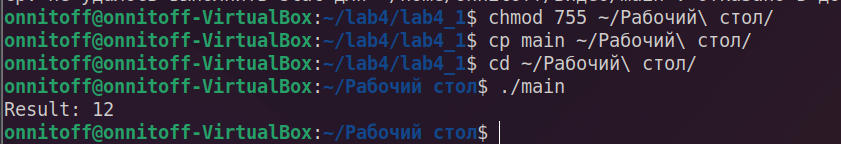 onnitoff@onnitoff-VirtualBox:~/lab4/lab4_1$ chmod 755 ~/Рабочий\ стол/
onnitoff@onnitoff-VirtualBox:~/lab4/lab4_1$ cp main ~/Рабочий\ стол/
onnitoff@onnitoff-VirtualBox:~/lab4/lab4_1$ cd ~/Рабочий\ стол/
onnitoff@onnitoff-VirtualBox:~/Рабочий стол$ ./main
Result: 12
onnitoff@onnitoff-VirtualBox:~/Рабочий стол$